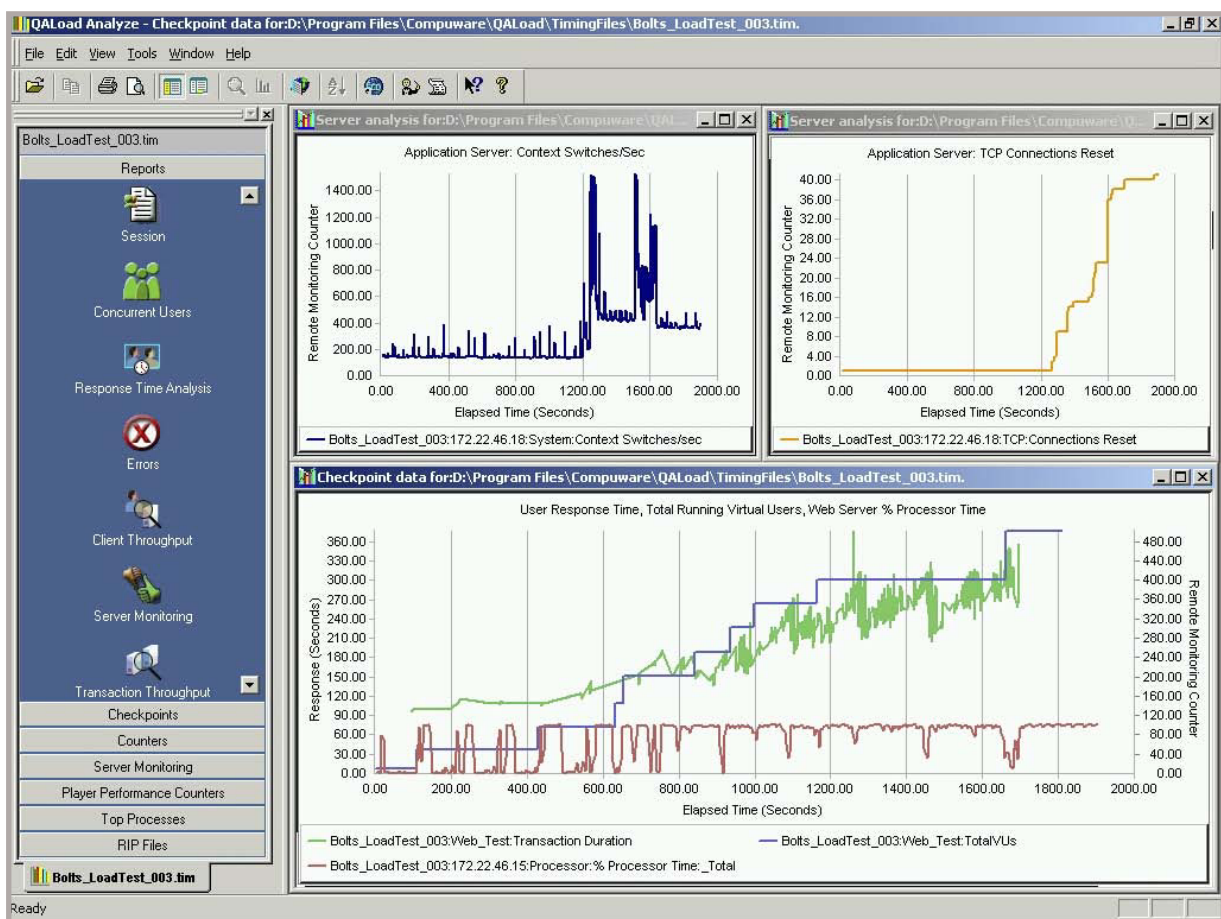 QALoad Analyze - Checkpoint data for:D:\Program Files\Compuware\QALoad\TimingFiles\Bolts_LoadTest_003.tim.
File Edit View Tools Window Help
Bolts_LoadTest_003.tim
Reports
Session
Concurrent Users
Response Time Analysis
Errors
Client Throughput
Server Monitoring
Transaction Throughput
Checkpoints
Counters
Server Monitoring
Player Performance Counters
Top Processes
RIP Files
Bolts_LoadTest_003.tim
Server analysis for:D:\Program Files\Compuware\QAL...
Application Server: Context Switches/Sec
Remote Monitoring Counter
1400.00
1200.00
1000.00
800.00
600.00
400.00
200.00
0.00
0.00 400.00 800.00 1200.00 1600.00 2000.00
Elapsed Time (Seconds)
Bolts_LoadTest_003:172.22.46.18:System:Context Switches/sec
Server analysis for:D:\Program Files\Compuware\Q...
Application Server: TCP Connections Reset
Remote Monitoring Counter
40.00
36.00
32.00
28.00
24.00
20.00
16.00
12.00
8.00
4.00
0.00
0.00 400.00 800.00 1200.00 1600.00 2000.00
Elapsed Time (Seconds)
Bolts_LoadTest_003:172.22.46.18:TCP:Connections Reset
Checkpoint data for:D:\Program Files\Compuware\QALoad\TimingFiles\Bolts_LoadTest_003.tim.
User Response Time, Total Running Virtual Users, Web Server % Processor Time
Response (Seconds)
360.00
330.00
300.00
270.00
240.00
210.00
180.00
150.00
120.00
90.00
60.00
30.00
0.00
480.00
440.00
400.00
360.00
320.00
280.00
240.00
200.00
160.00
120.00
80.00
40.00
0.00
Remote Monitoring Counter
0.00 200.00 400.00 600.00 800.00 1000.00 1200.00 1400.00 1600.00 1800.00 2000.00
Elapsed Time (Seconds)
Bolts_LoadTest_003:Web_Test:Transaction Duration
Bolts_LoadTest_003:Web_Test:TotalVUs
Bolts_LoadTest_003:172.22.46.15:Processor:% Processor Time:_Total
Ready